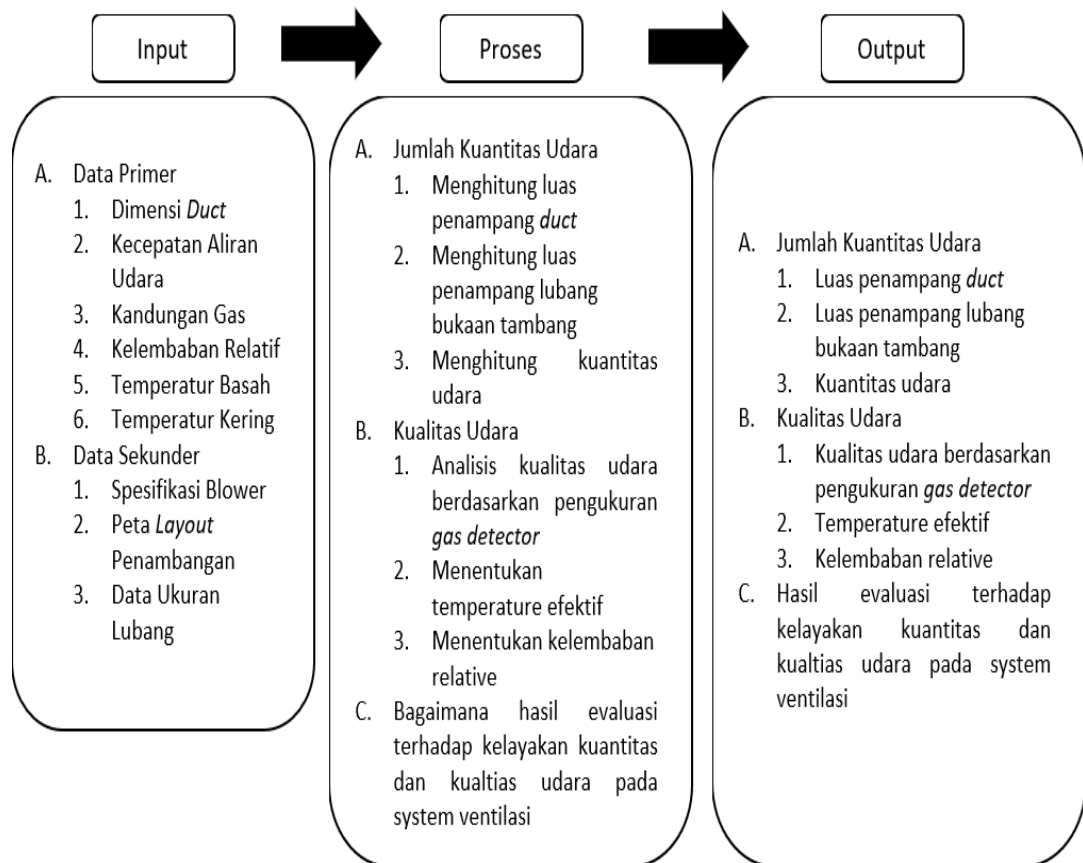 Input
Proses
Output
A. Data Primer
1. Dimensi Duct
2. Kecepatan Aliran
Udara
3. Kandungan Gas
4. Kelembaban Relatif
5. Temperatur Basah
6. Temperatur Kering
B. Data Sekunder
1. Spesifikasi Blower
2. Peta Layout
Penambangan
3. Data Ukuran
Lubang
A. Jumlah Kuantitas Udara
1. Menghitung luas
penampang duct
2. Menghitung luas
penampang lubang
bukaan tambang
3. Menghitung kuantitas
udara
B. Kualitas Udara
1. Analisis kualitas udara
berdasarkan pengukuran
gas detector
2. Menentukan
temperature efektif
3. Menentukan kelembaban
relative
C. Bagaimana hasil evaluasi
terhadap kelayakan kuantitas
dan kualtias udara pada
system ventilasi
A. Jumlah Kuantitas Udara
1. Luas penampang duct
2. Luas penampang lubang
bukaan tambang
3. Kuantitas udara
B. Kualitas Udara
1. Kualitas udara berdasarkan
pengukuran gas detector
2. Temperature efektif
3. Kelembaban relative
C. Hasil evaluasi terhadap
kelayakan kuantitas dan
kualtias udara pada system
ventilasi